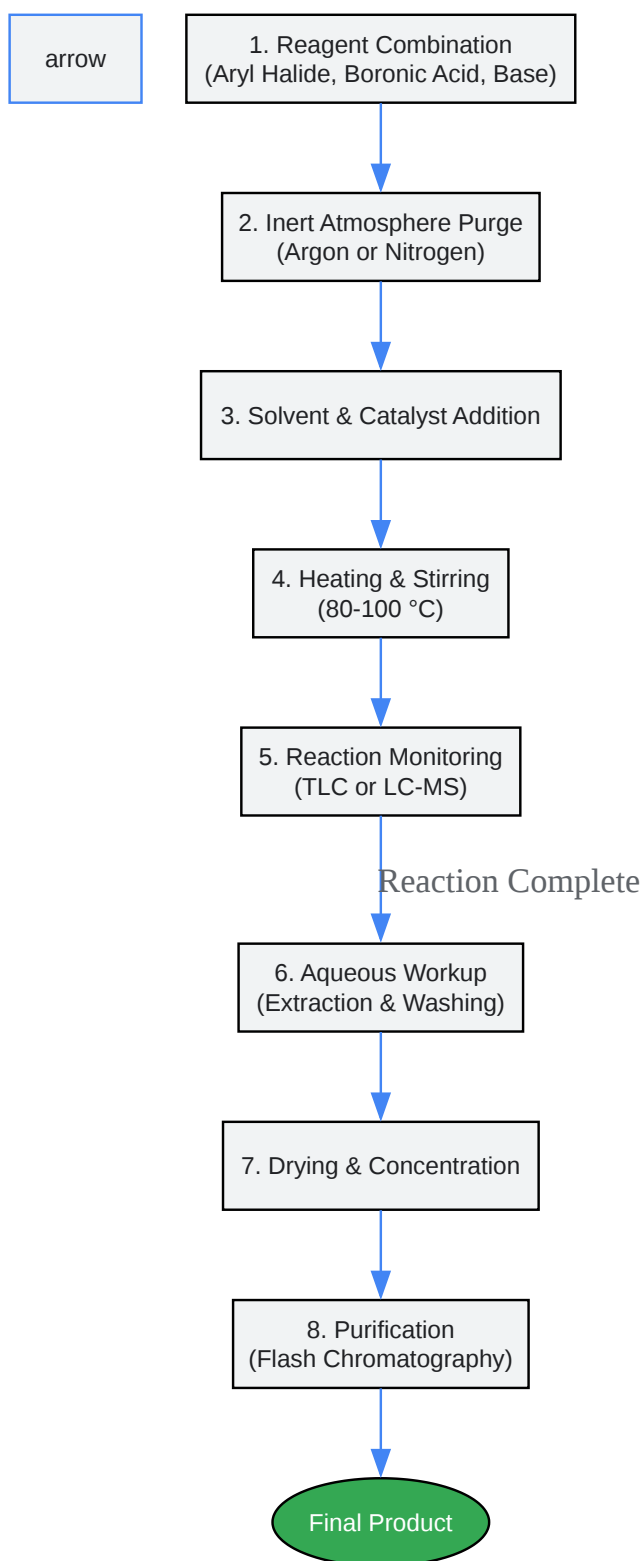 arrow
1. Reagent Combination
(Aryl Halide, Boronic Acid, Base)
2. Inert Atmosphere Purge
(Argon or Nitrogen)
3. Solvent & Catalyst Addition
4. Heating & Stirring
(80-100 °C)
5. Reaction Monitoring
(TLC or LC-MS)
Reaction Complete
6. Aqueous Workup
(Extraction & Washing)
7. Drying & Concentration
8. Purification
(Flash Chromatography)
Final Product